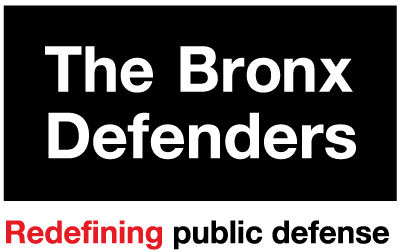 The Bronx
Defenders
Redefining public defense